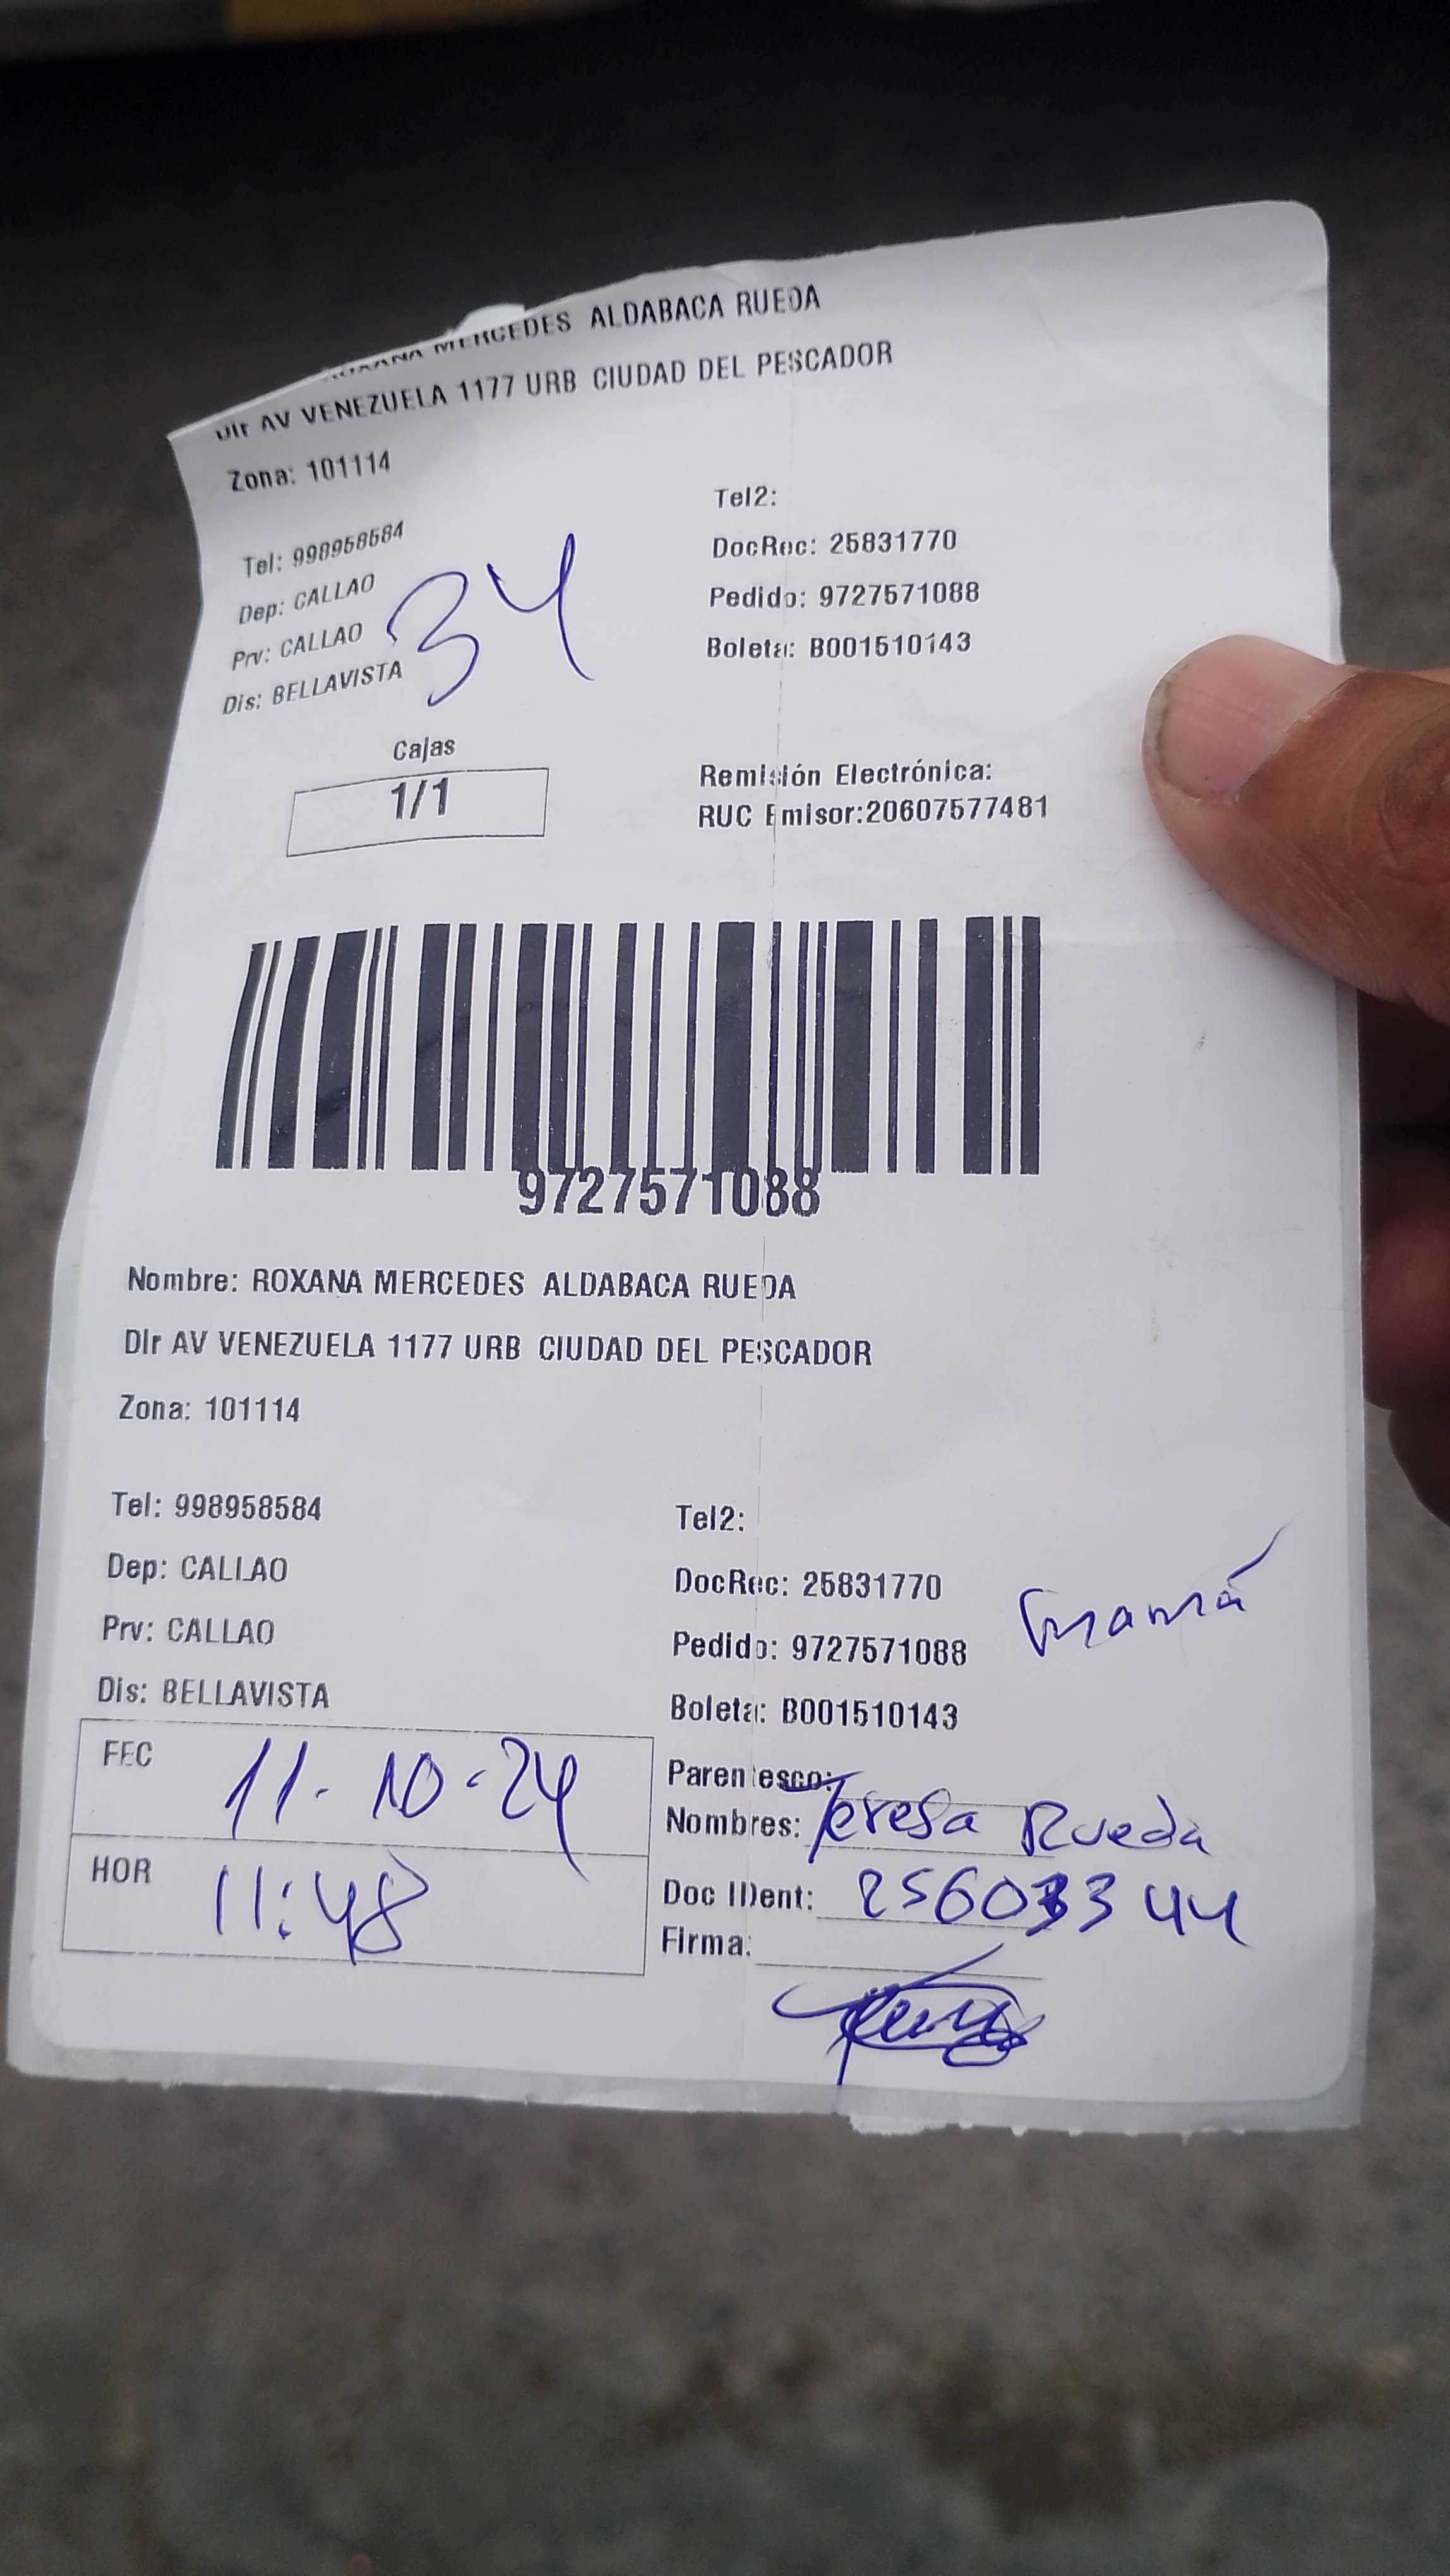 ROXANA MERCEDES ALDABACA RUEDA
Dir AV VENEZUELA 1177 URB CIUDAD DEL PESCADOR
Zona: 101114
Tel: 998958584
Tel2:
Dep: CALLAO
DocRec: 25831770
Prv: CALLAO
Pedido: 9727571088
Dis: BELLAVISTA
Boleta: B001510143
34
Cajas
1/1
Remisión Electrónica:
RUC Emisor:20607577481
9727571088
Nombre: ROXANA MERCEDES ALDABACA RUEDA
Dir AV VENEZUELA 1177 URB CIUDAD DEL PESCADOR
Zona: 101114
Tel: 998958584
Tel2:
Dep: CALLAO
DocRec: 25831770
mamá
Prv: CALLAO
Pedido: 9727571088
Dis: BELLAVISTA
Boleta: B001510143
FEC 11-10-24
Parentesco:
Nombres: Teresa Rueda
HOR 11:48
Doc IDent:
Firma: